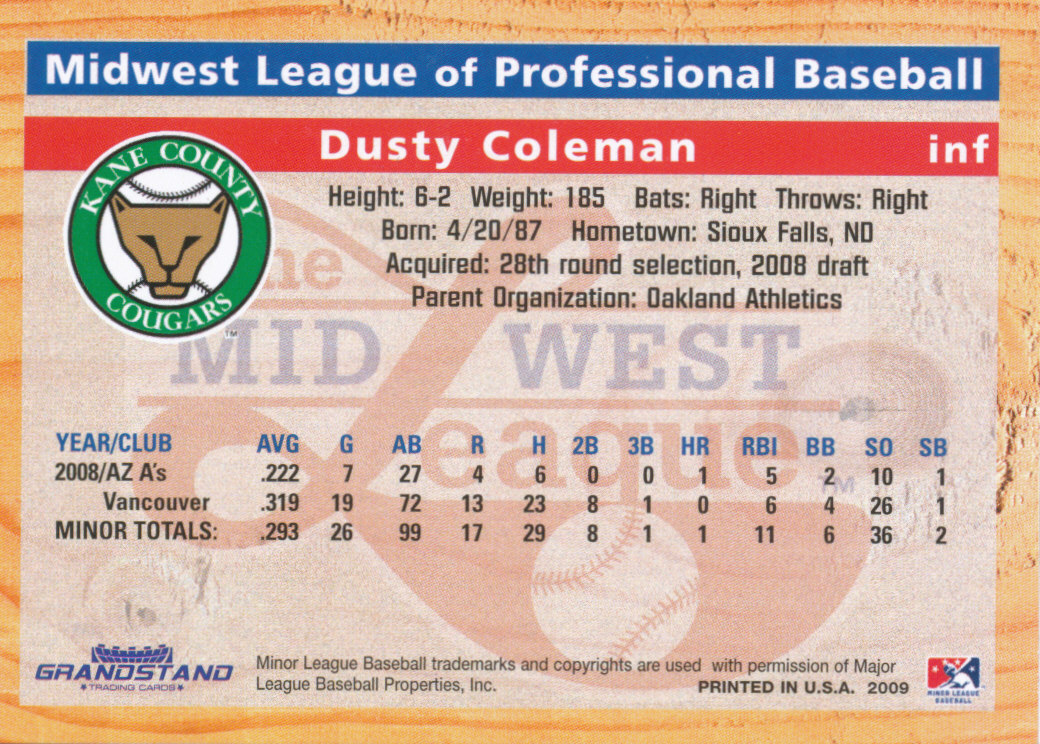 Midwest League of Professional Baseball
Dusty Coleman inf
KANE COUNTY
COUGARS
TM
Height: 6-2 Weight: 185 Bats: Right Throws: Right
Born: 4/20/87 Hometown: Sioux Falls, ND
Acquired: 28th round selection, 2008 draft
Parent Organization: Oakland Athletics
The
MID WEST
League
TM
YEAR/CLUB AVG G AB R H 2B 3B HR RBI BB SO SB
2008/AZ A's .222 7 27 4 6 0 0 1 5 2 10 1
Vancouver .319 19 72 13 23 8 1 0 6 4 26 1
MINOR TOTALS: .293 26 99 17 29 8 1 1 11 6 36 2
GRANDSTAND
TRADING CARDS
Minor League Baseball trademarks and copyrights are used with permission of Major
League Baseball Properties, Inc. PRINTED IN U.S.A. 2009
MINOR LEAGUE
BASEBALL